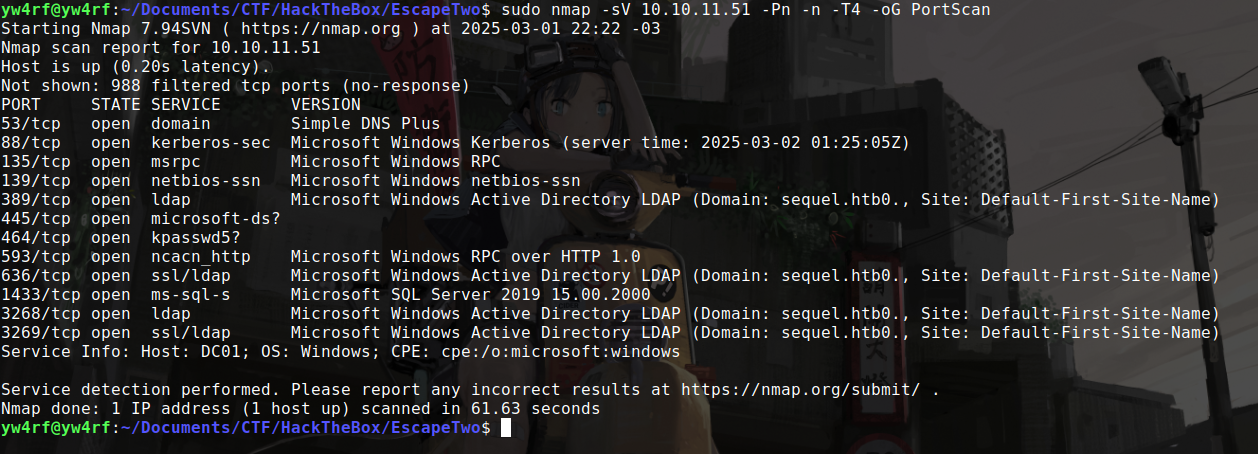 yw4rf@yw4rf:~/Documents/CTF/HackTheBox/EscapeTwo$ sudo nmap -sV 10.10.11.51 -Pn -n -T4 -oG PortScan
Starting Nmap 7.94SVN ( https://nmap.org ) at 2025-03-01 22:22 -03
Nmap scan report for 10.10.11.51
Host is up (0.20s latency).
Not shown: 988 filtered tcp ports (no-response)
PORT     STATE SERVICE       VERSION
53/tcp   open  domain        Simple DNS Plus
88/tcp   open  kerberos-sec  Microsoft Windows Kerberos (server time: 2025-03-02 01:25:05Z)
135/tcp  open  msrpc         Microsoft Windows RPC
139/tcp  open  netbios-ssn   Microsoft Windows netbios-ssn
389/tcp  open  ldap          Microsoft Windows Active Directory LDAP (Domain: sequel.htb0., Site: Default-First-Site-Name)
445/tcp  open  microsoft-ds?
464/tcp  open  kpasswd5?
593/tcp  open  ncacn_http    Microsoft Windows RPC over HTTP 1.0
636/tcp  open  ssl/ldap      Microsoft Windows Active Directory LDAP (Domain: sequel.htb0., Site: Default-First-Site-Name)
1433/tcp open  ms-sql-s      Microsoft SQL Server 2019 15.00.2000
3268/tcp open  ldap          Microsoft Windows Active Directory LDAP (Domain: sequel.htb0., Site: Default-First-Site-Name)
3269/tcp open  ssl/ldap      Microsoft Windows Active Directory LDAP (Domain: sequel.htb0., Site: Default-First-Site-Name)
Service Info: Host: DC01; OS: Windows; CPE: cpe:/o:microsoft:windows
Service detection performed. Please report any incorrect results at https://nmap.org/submit/ .
Nmap done: 1 IP address (1 host up) scanned in 61.63 seconds
yw4rf@yw4rf:~/Documents/CTF/HackTheBox/EscapeTwo$